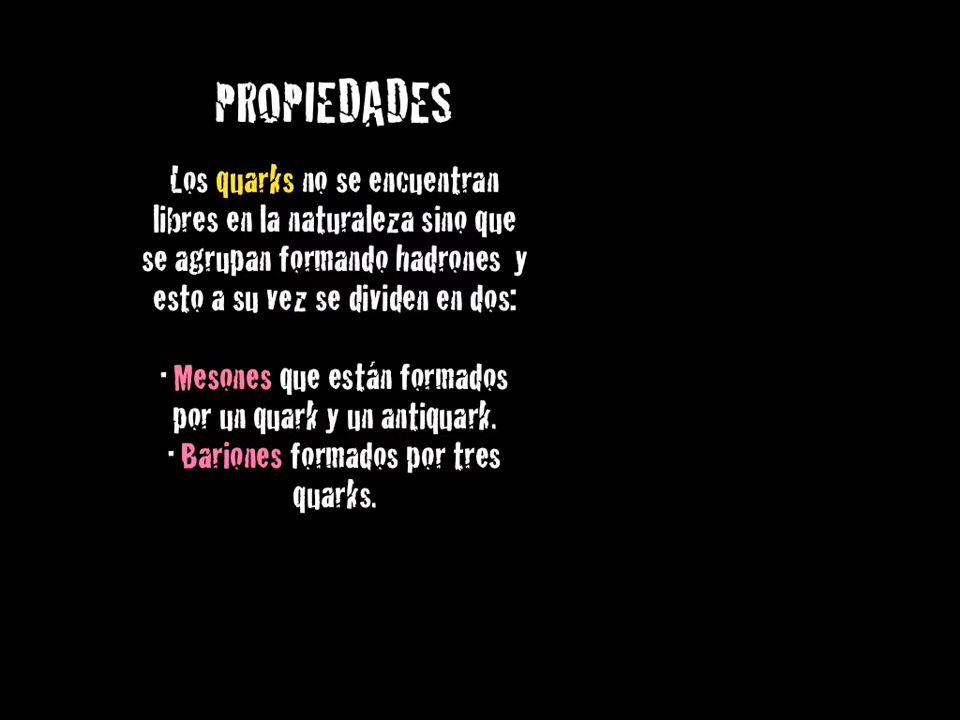 PROPIEDADES
Los quarks no se encuentran
libres en la naturaleza sino que
se agrupan formando hadrones y
esto a su vez se dividen en dos:
· Mesones que están formados
por un quark y un antiquark.
· Bariones formados por tres
quarks.